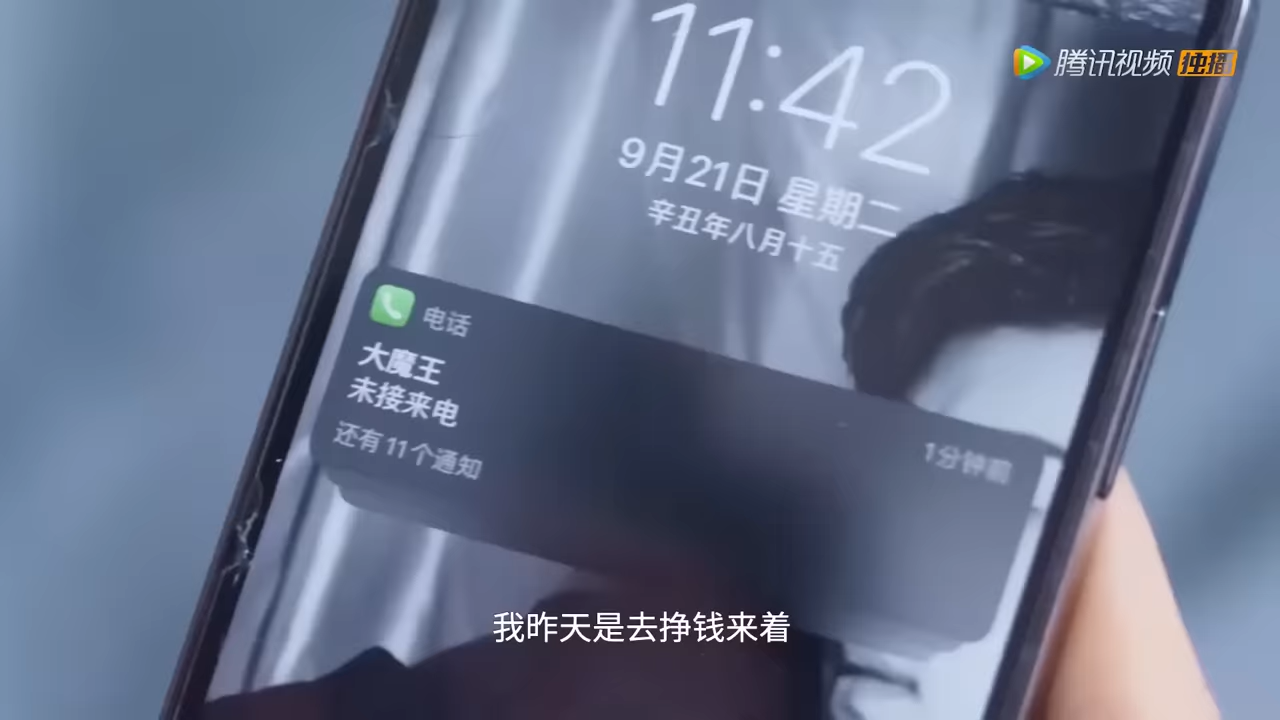 腾讯视频 独播
11:42
9月21日 星期二
辛丑年八月十五
电话
大魔王
未接来电
还有11个通知
1分钟前
我昨天是去挣钱来着